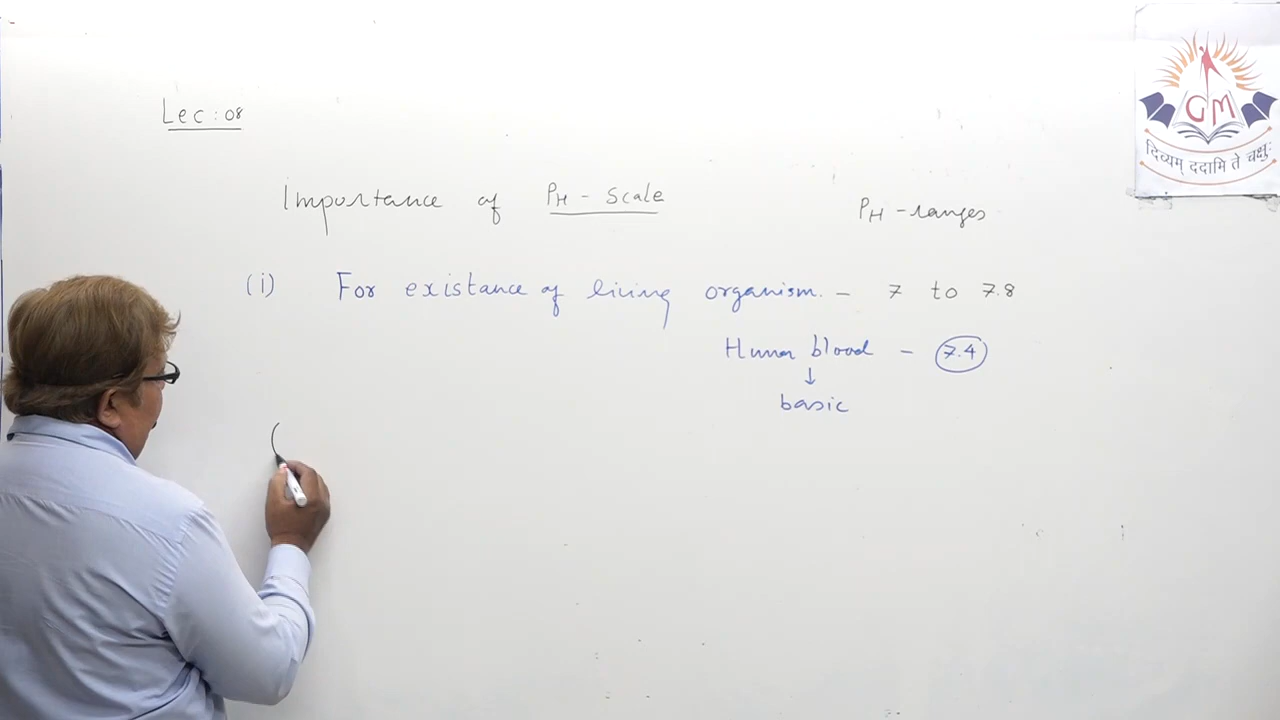 Lec : 08
Importance of PH - Scale PH - ranges
(i) For existance of living organism. - 7 to 7.8
Human blood - 7.4
↓
basic
(
GM
दिव्यम् ददामि ते चक्षुः